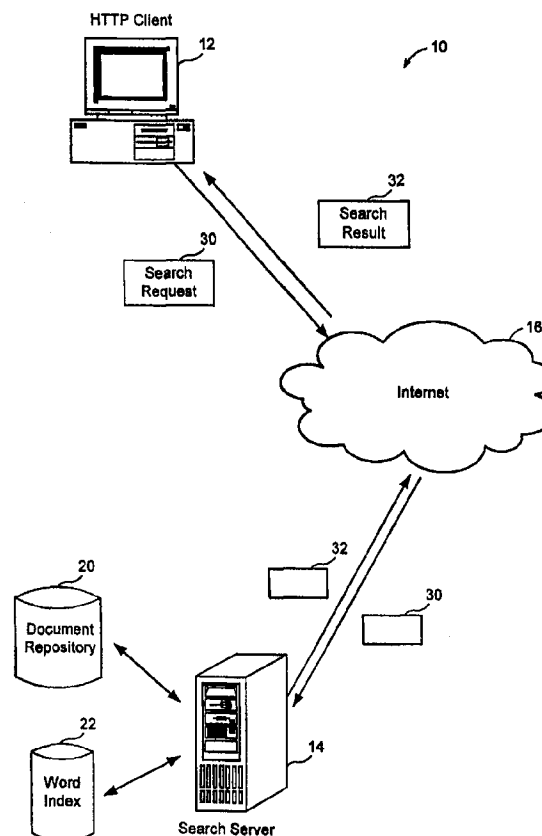 HTTP Client
12
10
32
Search
Result
30
Search
Request
16
Internet
32
30
20
Document
Repository
22
Word
Index
14
Search Server